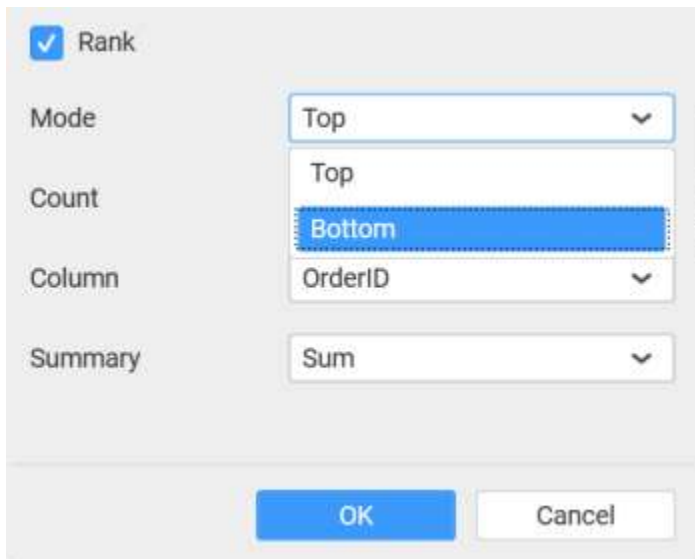 Rank
Mode Top
Top
Count
Bottom
Column OrderID
Summary Sum
OK Cancel